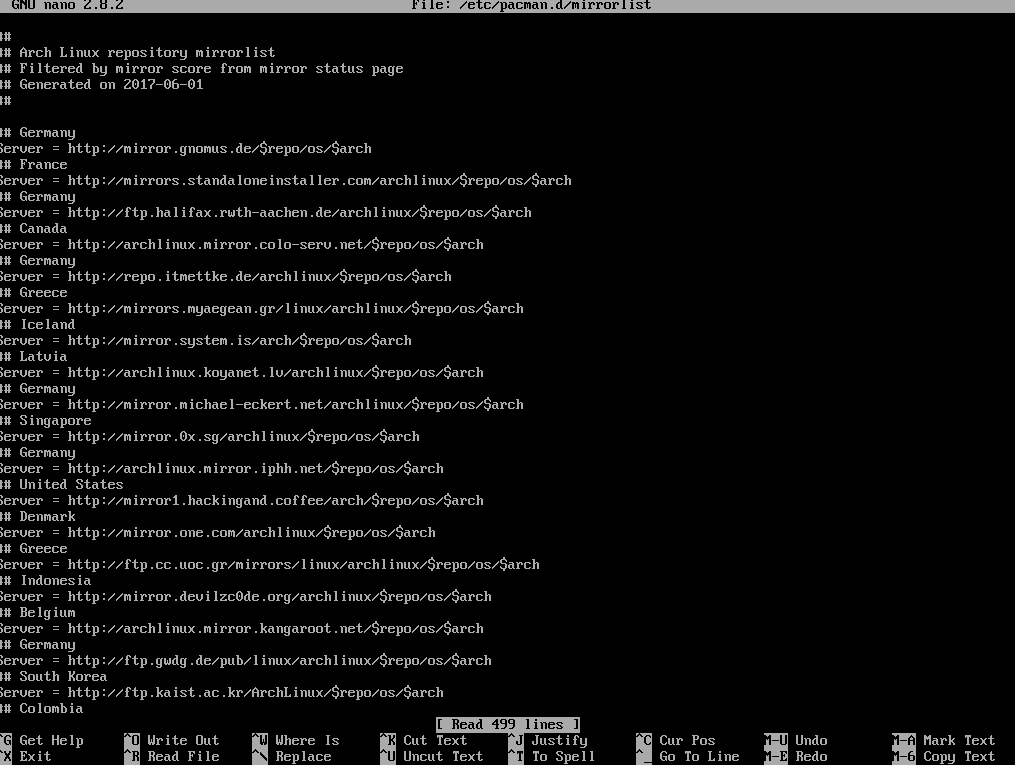 GNU nano 2.8.2 File: /etc/pacman.d/mirrorlist
##
## Arch Linux repository mirrorlist
## Filtered by mirror score from mirror status page
## Generated on 2017-06-01
##
## Germany
Server = http://mirror.gnomus.de/$repo/os/$arch
## France
Server = http://mirrors.standaloneinstaller.com/archlinux/$repo/os/$arch
## Germany
Server = http://ftp.halifax.rwth-aachen.de/archlinux/$repo/os/$arch
## Canada
Server = http://archlinux.mirror.colo-serv.net/$repo/os/$arch
## Germany
Server = http://repo.itmettke.de/archlinux/$repo/os/$arch
## Greece
Server = http://mirrors.myaegean.gr/linux/archlinux/$repo/os/$arch
## Iceland
Server = http://mirror.system.is/arch/$repo/os/$arch
## Latvia
Server = http://archlinux.koyanet.lv/archlinux/$repo/os/$arch
## Germany
Server = http://mirror.michael-eckert.net/archlinux/$repo/os/$arch
## Singapore
Server = http://mirror.0x.sg/archlinux/$repo/os/$arch
## Germany
Server = http://archlinux.mirror.iphh.net/$repo/os/$arch
## United States
Server = http://mirror1.hackingand.coffee/arch/$repo/os/$arch
## Denmark
Server = http://mirror.one.com/archlinux/$repo/os/$arch
## Greece
Server = http://ftp.cc.uoc.gr/mirrors/linux/archlinux/$repo/os/$arch
## Indonesia
Server = http://mirror.devilzc0de.org/archlinux/$repo/os/$arch
## Belgium
Server = http://archlinux.mirror.kangaroot.net/$repo/os/$arch
## Germany
Server = http://ftp.gwdg.de/pub/linux/archlinux/$repo/os/$arch
## South Korea
Server = http://ftp.kaist.ac.kr/ArchLinux/$repo/os/$arch
## Colombia
[ Read 499 lines ]
^G Get Help ^O Write Out ^W Where Is ^K Cut Text ^J Justify ^C Cur Pos M-U Undo M-A Mark Text
^X Exit ^R Read File ^\ Replace ^U Uncut Text ^T To Spell ^_ Go To Line M-E Redo M-6 Copy Text